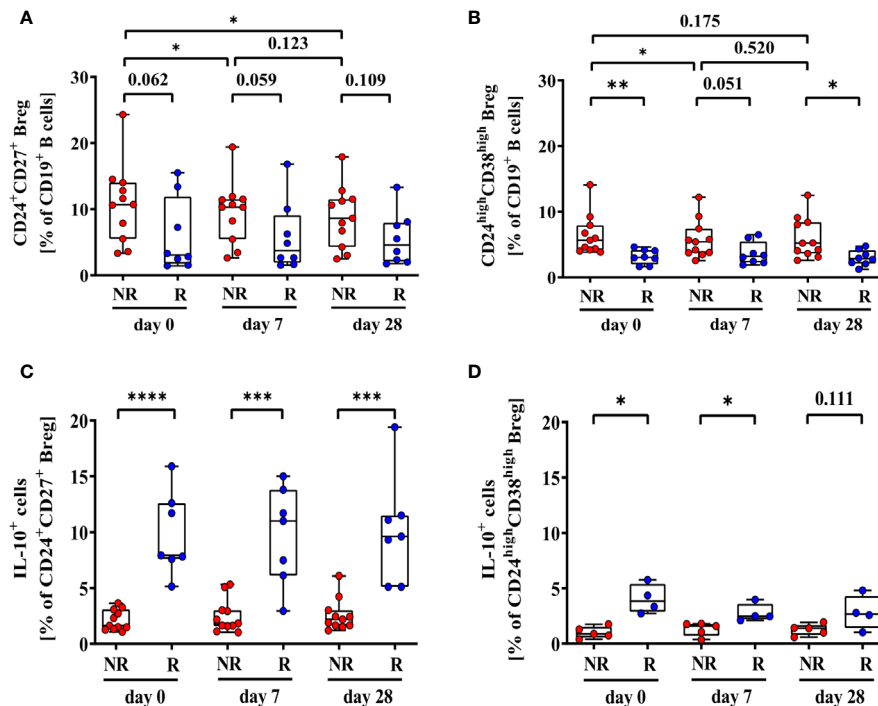 A
*
*
0.123
0.062
0.059
0.109
30
20
10
0
CD24⁺CD27⁺ Breg
[% of CD19⁺ B cells]
NR
R
NR
R
NR
R
day 0
day 7
day 28
B
0.175
*
0.520
**
0.051
*
30
20
10
0
CD24ʰⁱᵍʰCD38ʰⁱᵍʰ Breg
[% of CD19⁺ B cells]
NR
R
NR
R
NR
R
day 0
day 7
day 28
C
****
***
***
20
15
10
5
0
IL-10⁺ cells
[% of CD24⁺CD27⁺ Breg]
NR
R
NR
R
NR
R
day 0
day 7
day 28
D
*
*
0.111
20
15
10
5
0
IL-10⁺ cells
[% of CD24ʰⁱᵍʰCD38ʰⁱᵍʰ Breg]
NR
R
NR
R
NR
R
day 0
day 7
day 28